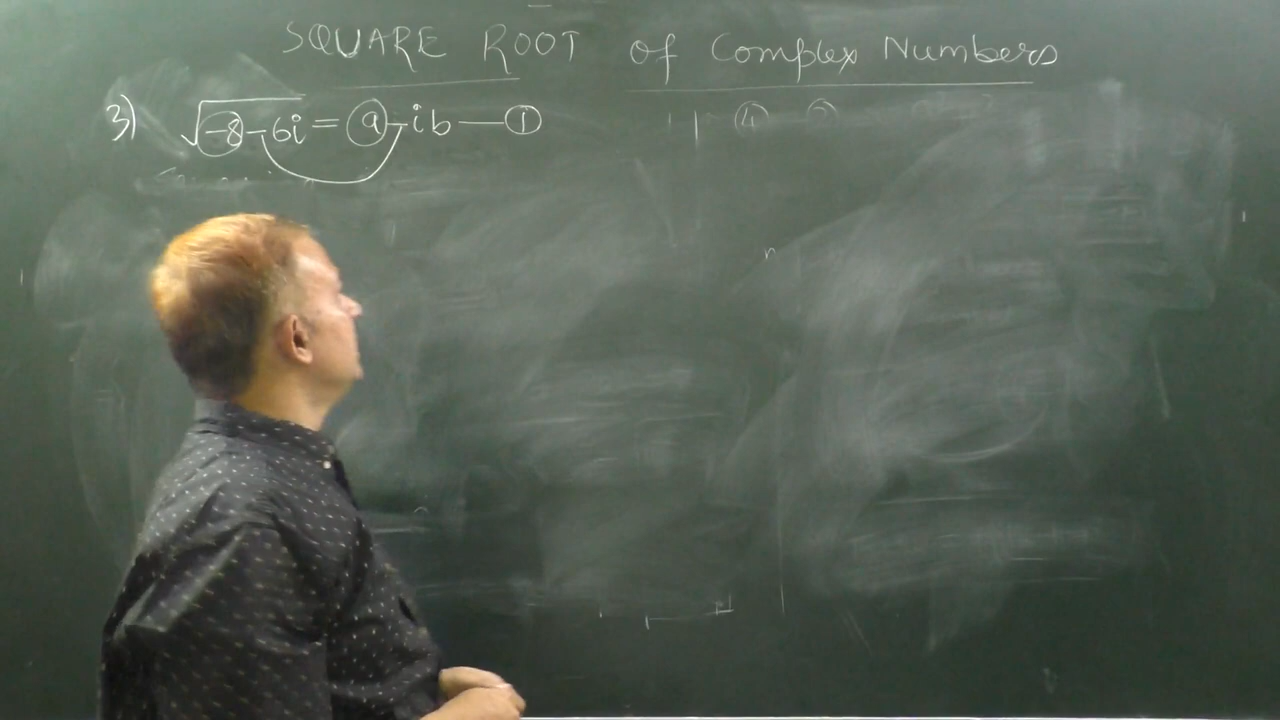 SQUARE ROOT of Complex Numbers
3) √-8-6i = a-ib — ①